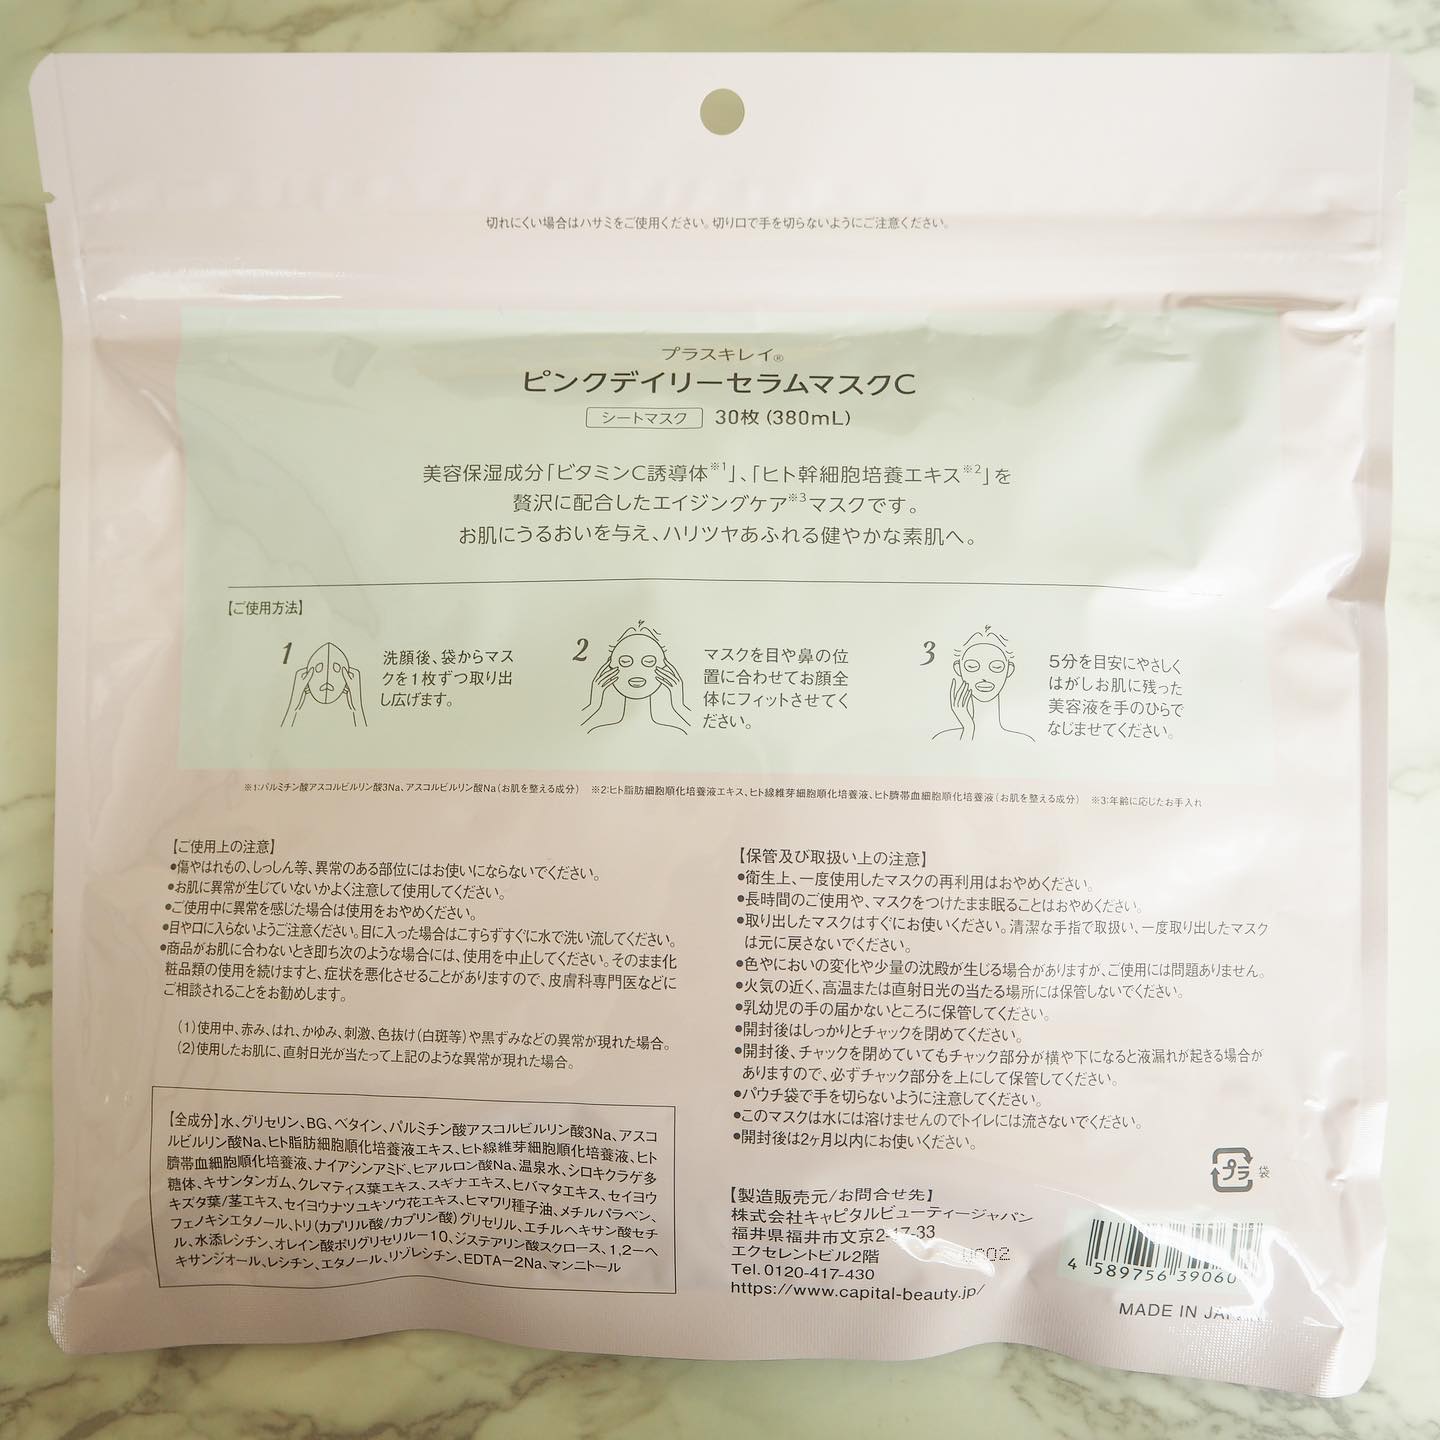 切れにくい場合はハサミをご使用ください。切り口で手を切らないようにご注意ください。
プラスキレイ®
ピンクデイリーセラムマスクC
シートマスク 30枚 (380mL)
美容保湿成分「ビタミンC誘導体※1」、「ヒト幹細胞培養エキス※2」を
贅沢に配合したエイジングケア※3マスクです。
お肌にうるおいを与え、ハリツヤあふれる健やかな素肌へ。
【ご使用方法】
1
洗顔後、袋からマス
クを1枚ずつ取り出
し広げます。
2
マスクを目や鼻の位
置に合わせてお顔全
体にフィットさせてく
ださい。
3
5分を目安にやさしく
はがしお肌に残った
美容液を手のひらで
なじませてください。
※1:パルミチン酸アスコルビルリン酸3Na、アスコルビルリン酸Na(お肌を整える成分) ※2:ヒト脂肪細胞順化培養液エキス、ヒト線維芽細胞順化培養液、ヒト臍帯血細胞順化培養液(お肌を整える成分) ※3:年齢に応じたお手入れ
【ご使用上の注意】
●傷やはれもの、しっしん等、異常のある部位にはお使いにならないでください。
●お肌に異常が生じていないかよく注意して使用してください。
●ご使用中に異常を感じた場合は使用をおやめください。
●目や口に入らないようご注意ください。目に入った場合はこすらずすぐに水で洗い流してください。
●商品がお肌に合わないとき即ち次のような場合には、使用を中止してください。そのまま化
粧品類の使用を続けますと、症状を悪化させることがありますので、皮膚科専門医などに
ご相談されることをお勧めします。
(1)使用中、赤み、はれ、かゆみ、刺激、色抜け(白斑等)や黒ずみなどの異常が現れた場合。
(2)使用したお肌に、直射日光が当たって上記のような異常が現れた場合。
【全成分】水、グリセリン、BG、ベタイン、パルミチン酸アスコルビルリン酸3Na、アスコ
ルビルリン酸Na、ヒト脂肪細胞順化培養液エキス、ヒト線維芽細胞順化培養液、ヒト
臍帯血細胞順化培養液、ナイアシンアミド、ヒアルロン酸Na、温泉水、シロキクラゲ多
糖体、キサンタンガム、クレマティス葉エキス、スギナエキス、ヒバマタエキス、セイヨウ
キズタ葉/茎エキス、セイヨウナツユキソウ花エキス、ヒマワリ種子油、メチルパラベン、
フェノキシエタノール、トリ(カプリル酸/カプリン酸)グリセリル、エチルヘキサン酸セチ
ル、水添レシチン、オレイン酸ポリグリセリル－10、ジステアリン酸スクロース、1,2－ヘ
キサンジオール、レシチン、エタノール、リゾレシチン、EDTA－2Na、マンニトール
【保管及び取扱い上の注意】
●衛生上、一度使用したマスクの再利用はおやめください。
●長時間のご使用や、マスクをつけたまま眠ることはおやめください。
●取り出したマスクはすぐにお使いください。清潔な手指で取扱い、一度取り出したマスク
は元に戻さないでください。
●色やにおいの変化や少量の沈殿が生じる場合がありますが、ご使用には問題ありません。
●火気の近く、高温または直射日光の当たる場所には保管しないでください。
●乳幼児の手の届かないところに保管してください。
●開封後はしっかりとチャックを閉めてください。
●開封後、チャックを閉めていてもチャック部分が横や下になると液漏れが起きる場合が
ありますので、必ずチャック部分を上にして保管してください。
●パウチ袋で手を切らないように注意してください。
●このマスクは水には溶けませんのでトイレには流さないでください。
●開封後は2ヶ月以内にお使いください。
プラ 袋
【製造販売元/お問合せ先】
株式会社キャピタルビューティージャパン
福井県福井市文京2-17-33
エクセレントビル2階
Tel. 0120-417-430
https://www.capital-beauty.jp/
4 589756 39060
MADE IN